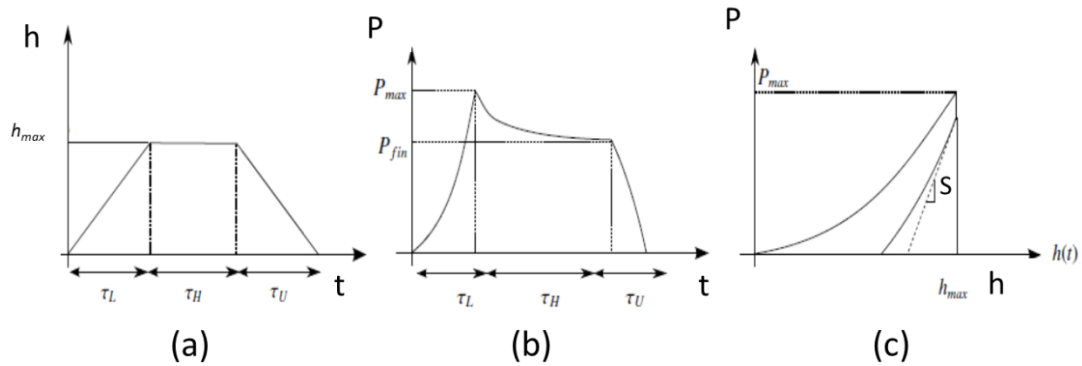 h
h_max
τ_L
τ_H
τ_U
t
(a)
P
P_max
P_fin
τ_L
τ_H
τ_U
t
(b)
P
P_max
S
h(t)
h_max
h
(c)